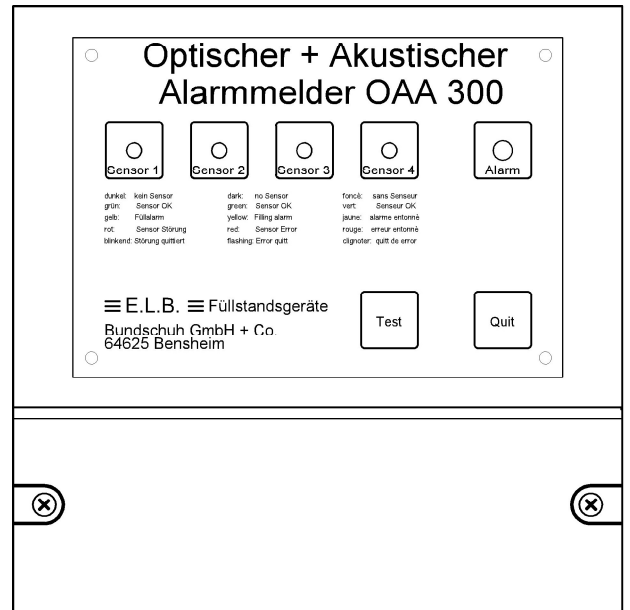 Optischer + Akustischer
Alarmmelder OAA 300
Sensor 1
Sensor 2
Sensor 3
Sensor 4
Alarm
dunkel: kein Sensor
grün: Sensor OK
gelb: Füllalarm
rot: Sensor Störung
blinkend: Störung quittiert
dark: no Sensor
green: Sensor OK
yellow: Filling alarm
red: Sensor Error
flashing: Error quitt
foncè: sans Senseur
vert: Senseur OK
jaune: alarme entonnè
rouge: erreur entonnè
clignoter: quitt de error
E.L.B. Füllstandsgeräte
Bundschuh GmbH + Co.
64625 Bensheim
Test
Quit